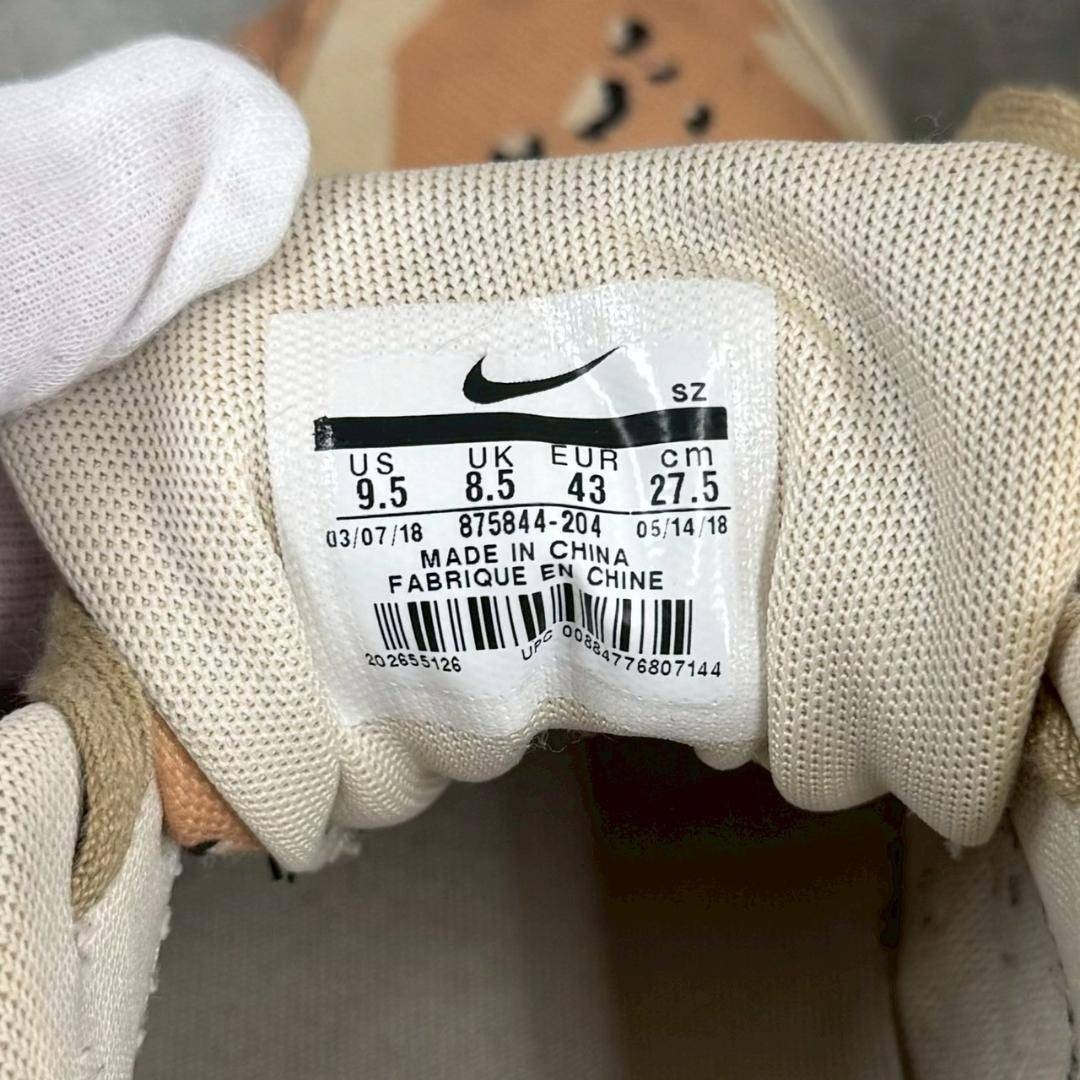 SZ
US UK EUR cm
9.5 8.5 43 27.5
03/07/18 875844-204 05/14/18
MADE IN CHINA
FABRIQUE EN CHINE
202655126 UPC 00884776807144